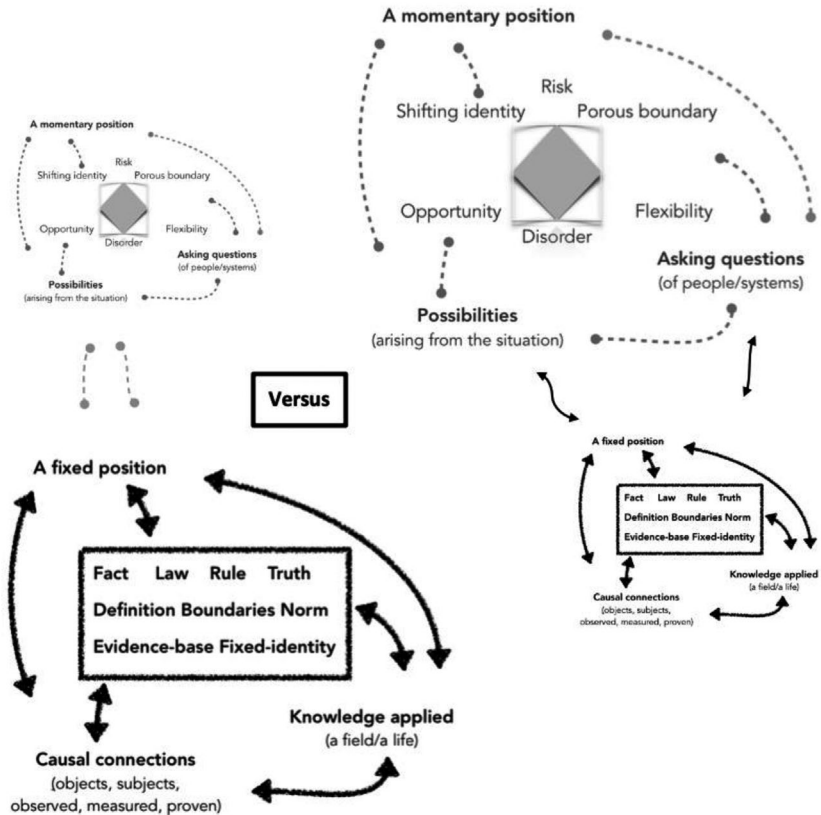 A momentary position
Risk
Shifting identity Porous boundary
Opportunity Flexibility
Disorder
Asking questions
(of people/systems)
Possibilities
(arising from the situation)
A momentary position
Risk
Shifting identity Porous boundary
Opportunity Flexibility
Disorder
Asking questions
(of people/systems)
Possibilities
(arising from the situation)
Versus
A fixed position
Fact Law Rule Truth
Definition Boundaries Norm
Evidence-base Fixed-identity
Knowledge applied
(a field/a life)
Causal connections
(objects, subjects,
observed, measured, proven)
A fixed position
Fact Law Rule Truth
Definition Boundaries Norm
Evidence-base Fixed-identity
Knowledge applied
(a field/a life)
Causal connections
(objects, subjects,
observed, measured, proven)